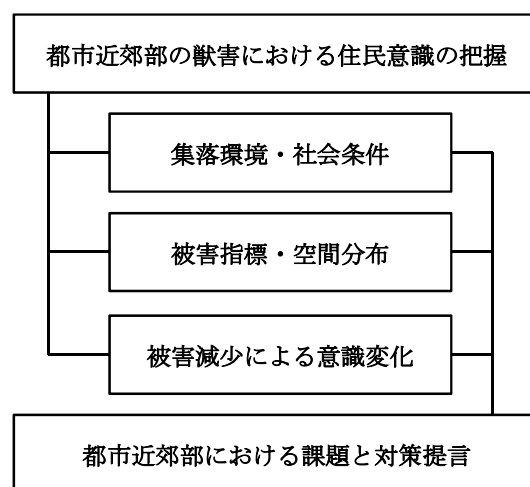 都市近郊部の獣害における住民意識の把握
集落環境・社会条件
被害指標・空間分布
被害減少による意識変化
都市近郊部における課題と対策提言